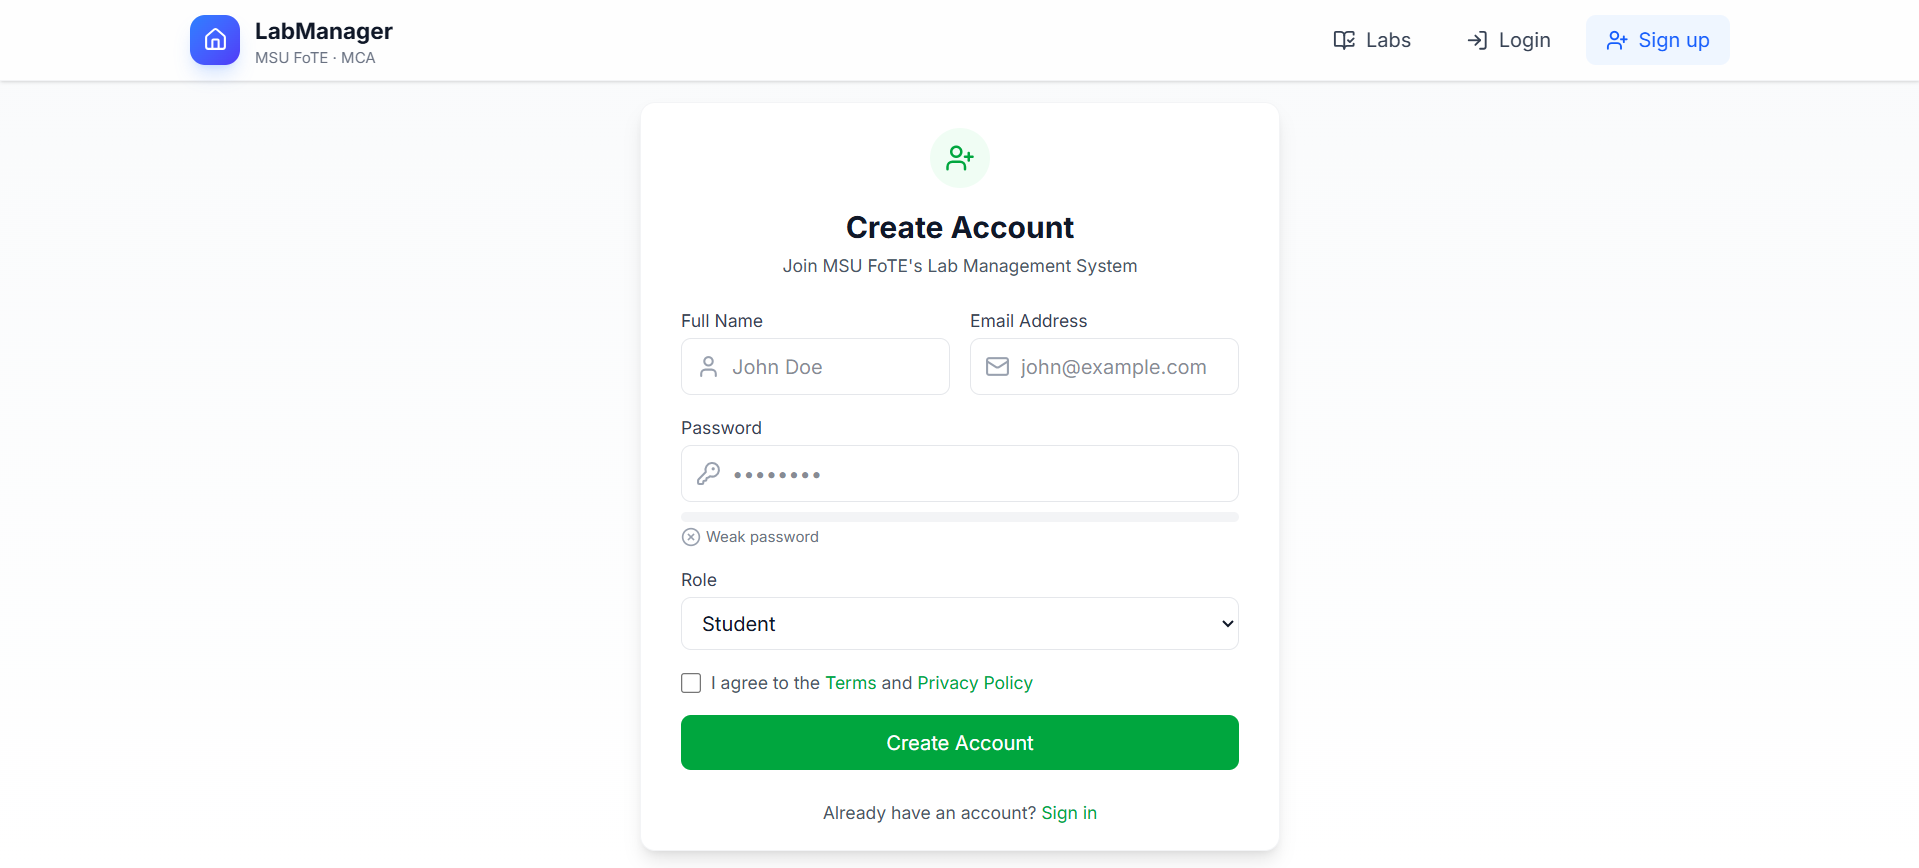 LabManager
MSU FoTE · MCA
Labs
Login
Sign up
Create Account
Join MSU FoTE's Lab Management System
Full Name
Email Address
John Doe
john@example.com
Password
••••••••
Weak password
Role
Student
I agree to the Terms and Privacy Policy
Create Account
Already have an account? Sign in